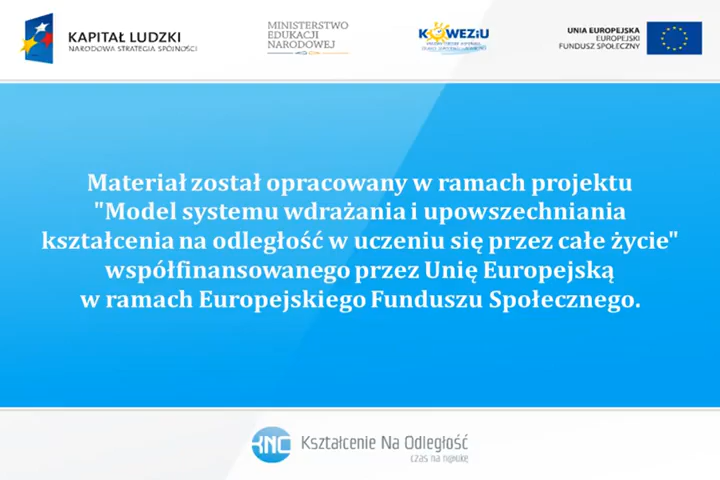 KAPITAŁ LUDZKI
NARODOWA STRATEGIA SPÓJNOŚCI
MINISTERSTWO
EDUKACJI
NARODOWEJ
KOWEZiU
UNIA EUROPEJSKA
EUROPEJSKI
FUNDUSZ SPOŁECZNY
Materiał został opracowany w ramach projektu
"Model systemu wdrażania i upowszechniania
kształcenia na odległość w uczeniu się przez całe życie"
współfinansowanego przez Unię Europejską
w ramach Europejskiego Funduszu Społecznego.
KNO Kształcenie Na Odległość
czas na naukę